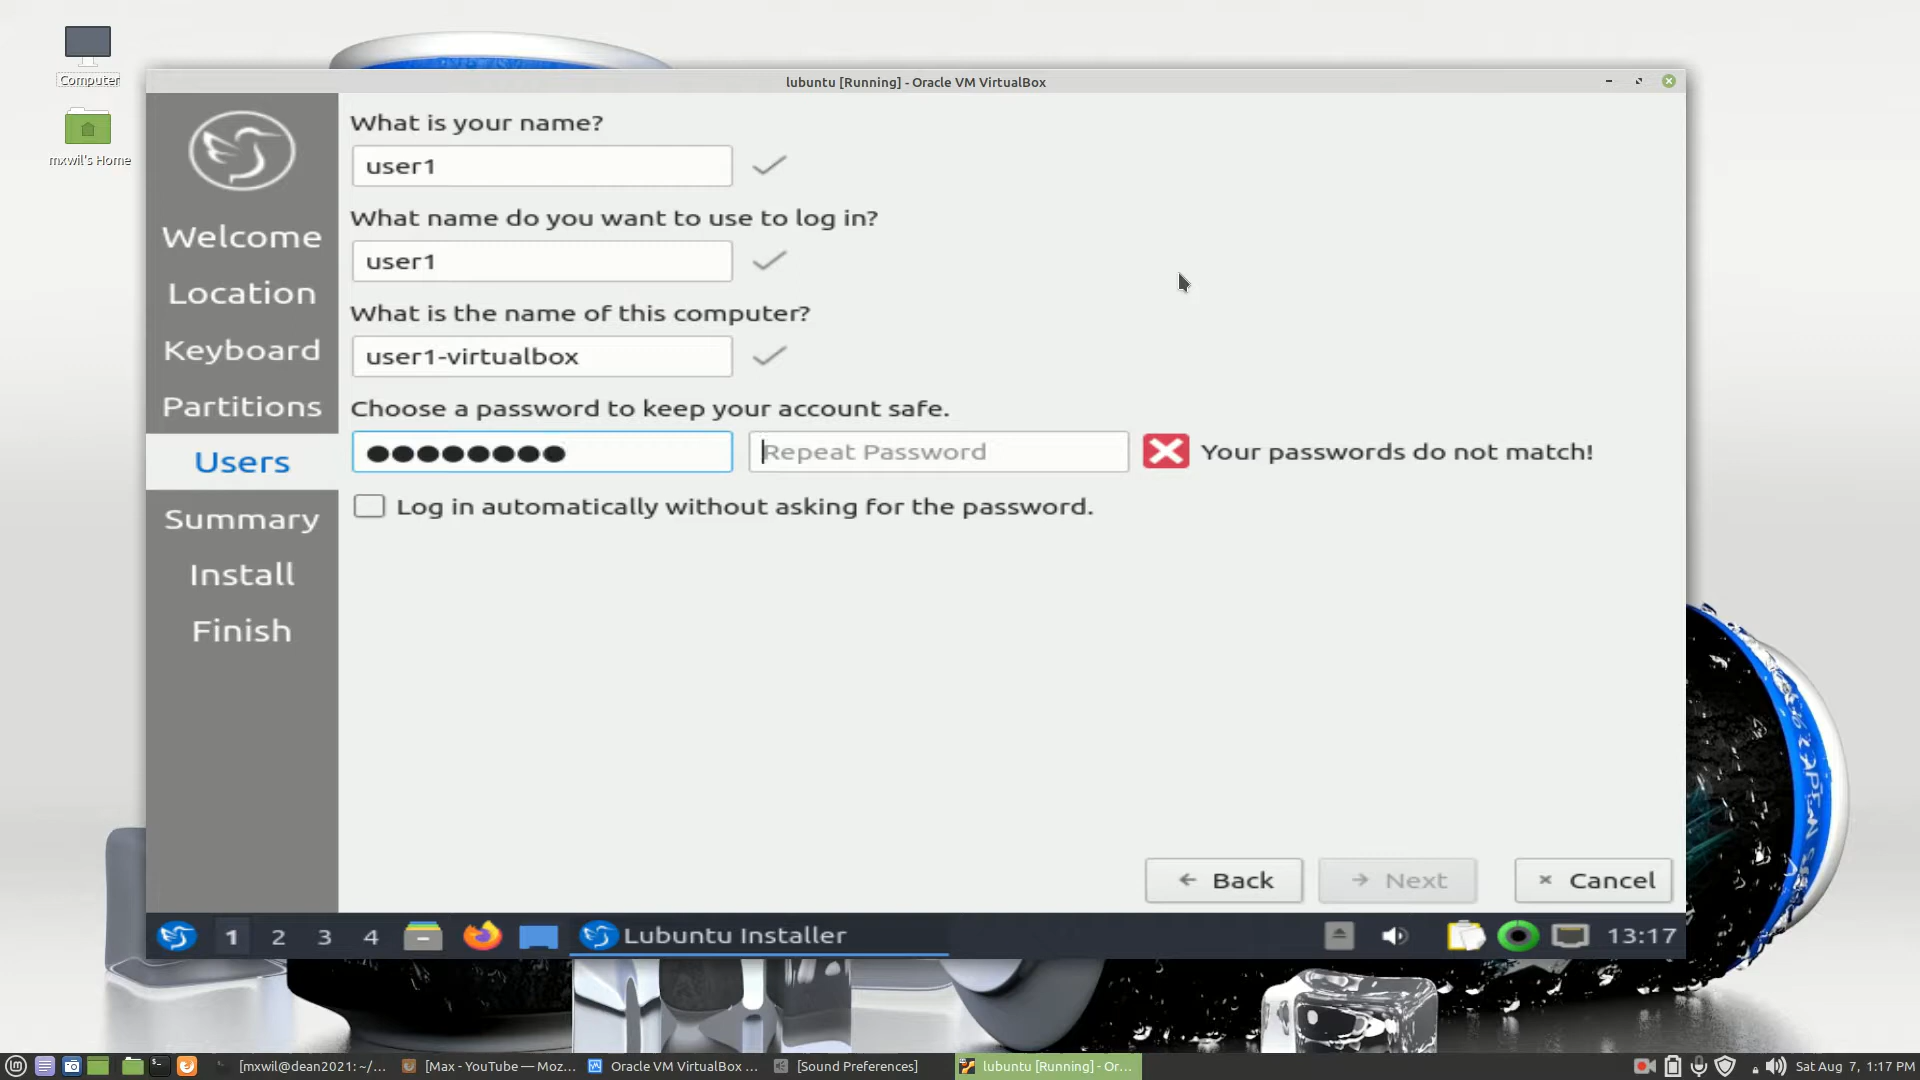 Computer
mxwil's Home
lubuntu [Running] - Oracle VM VirtualBox
Welcome
Location
Keyboard
Partitions
Users
Summary
Install
Finish
What is your name?
user1
What name do you want to use to log in?
user1
What is the name of this computer?
user1-virtualbox
Choose a password to keep your account safe.
●●●●●●●● Repeat Password Your passwords do not match!
Log in automatically without asking for the password.
Back Next Cancel
1 2 3 4 Lubuntu Installer 13:17
[mxwil@dean2021: ~/... [Max - YouTube — Moz... Oracle VM VirtualBox ... [Sound Preferences] lubuntu [Running] - Or... Sat Aug 7, 1:17 PM